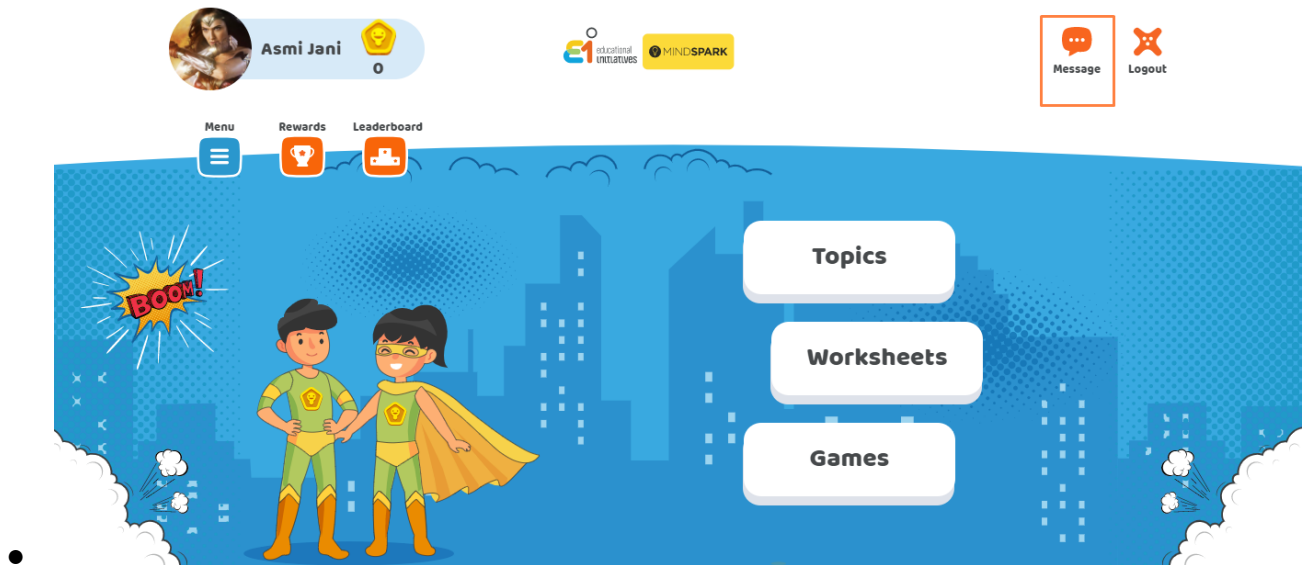 Asmi Jani
0
educational
initiatives
MINDSPARK
Message
Logout
Menu
Rewards
Leaderboard
BOOM!
Topics
Worksheets
Games